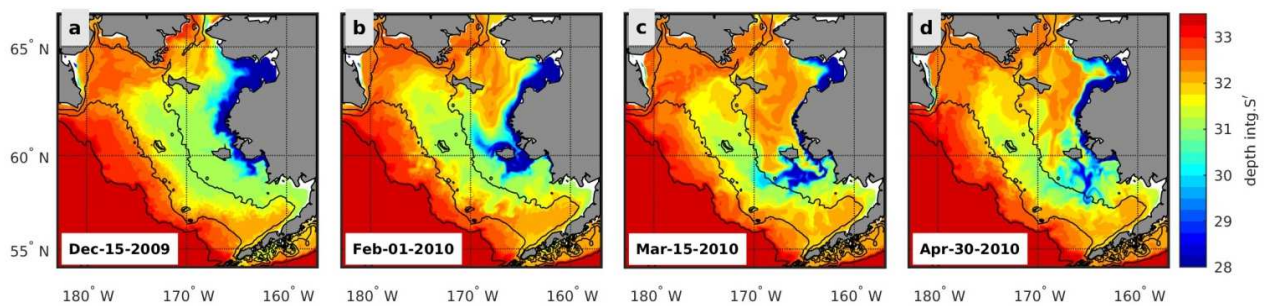 a b c d
65° N
60° N
55° N
Dec-15-2009 Feb-01-2010 Mar-15-2010 Apr-30-2010
180° W 170° W 160° W 180° W 170° W 160° W 180° W 170° W 160° W 180° W 170° W 160° W
33
32
31
30
29
28
depth intg.S′